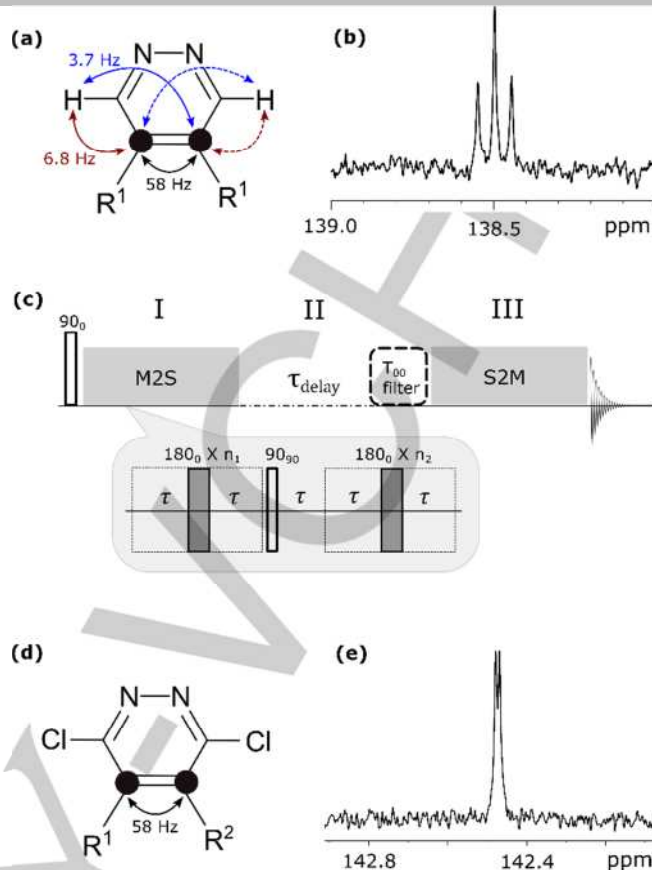 (a)
N N
3.7 Hz
H H
6.8 Hz
58 Hz
R¹ R¹
(b)
139.0 138.5 ppm
(c)
I II III
90₀
M2S
τdelay
T₀₀
filter
S2M
180₀ X n₁ 90₉₀ 180₀ X n₂
τ τ τ τ τ
(d)
N N
Cl Cl
58 Hz
R¹ R²
(e)
142.8 142.4 ppm